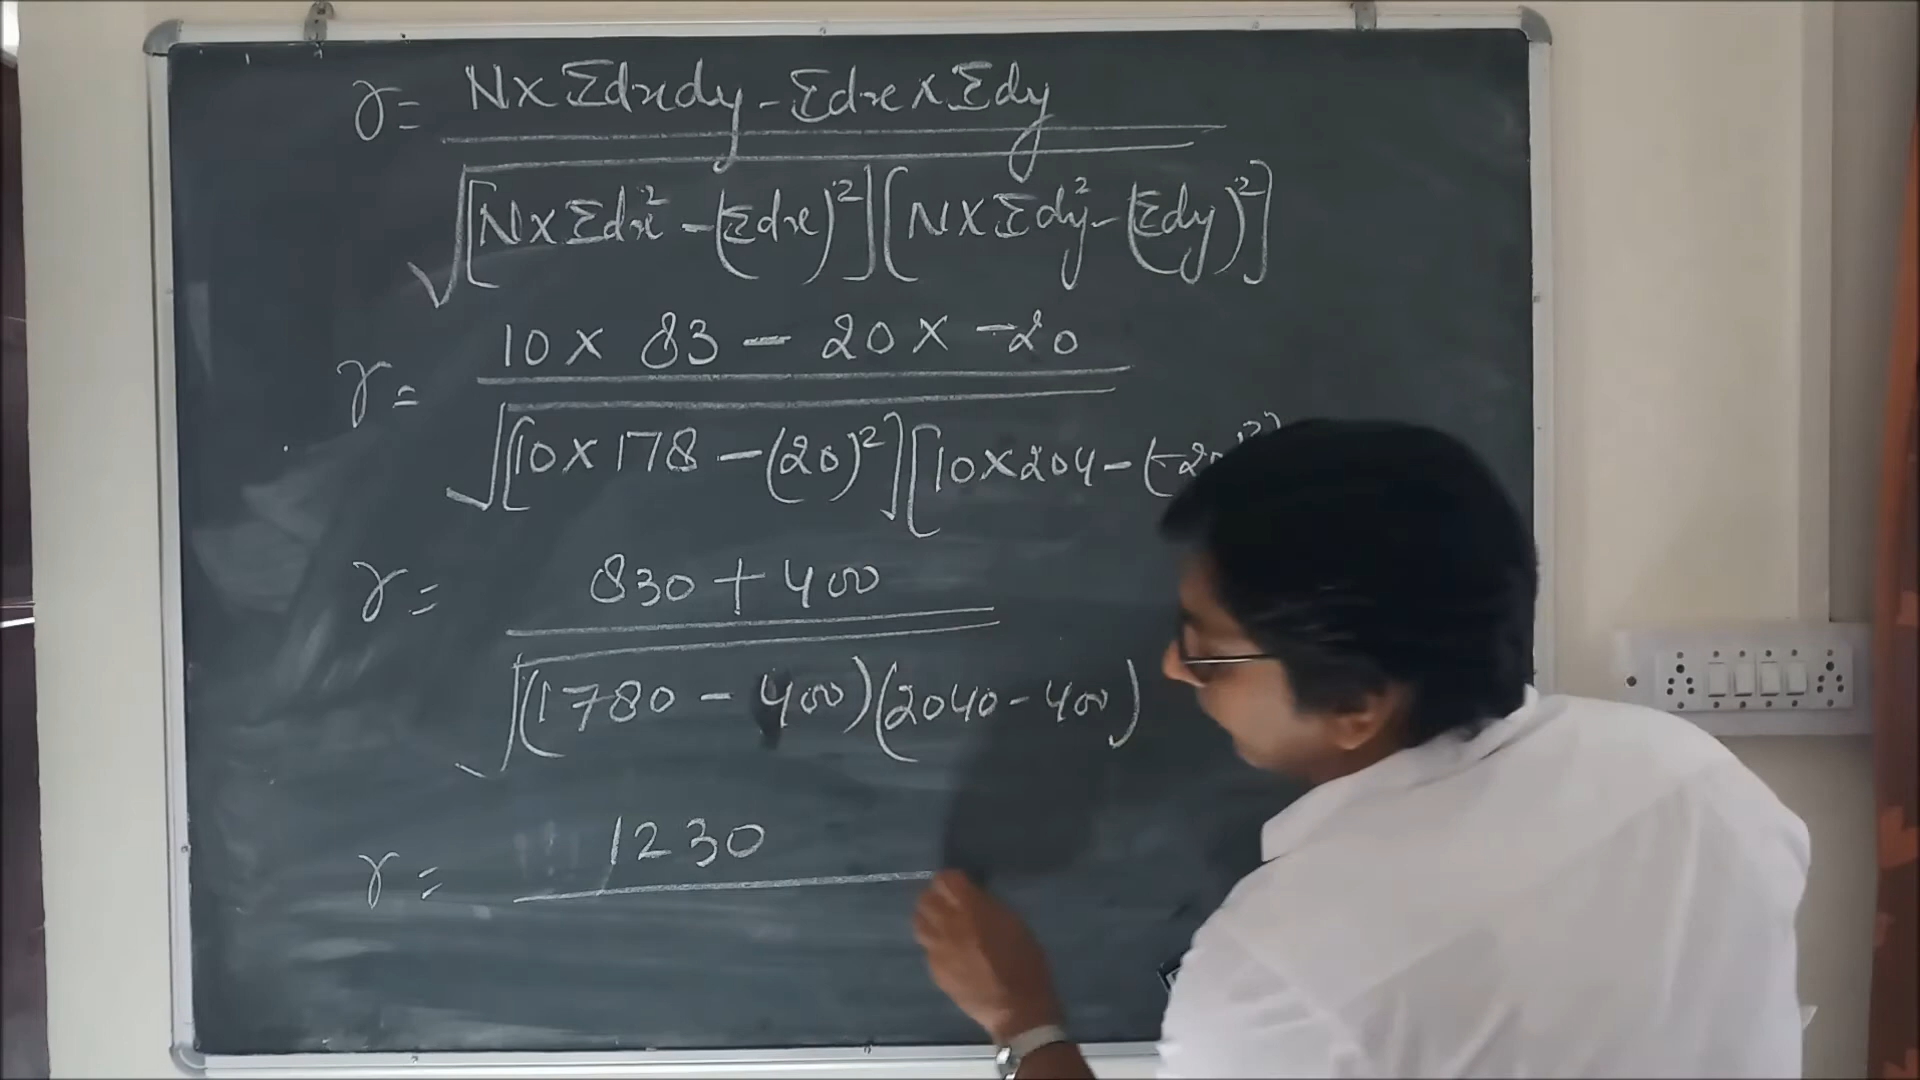 r = N× Σdxdy - Σdx × Σdy
√[N×Σdx² - (Σdx)²][N×Σdy² - (Σdy)²]
r = 10 × 83 - 20 × -20
√[10×178 - (20)²][10×204 - (-20)²]
r = 830 + 400
√(1780 - 400)(2040 - 400)
r = 1230